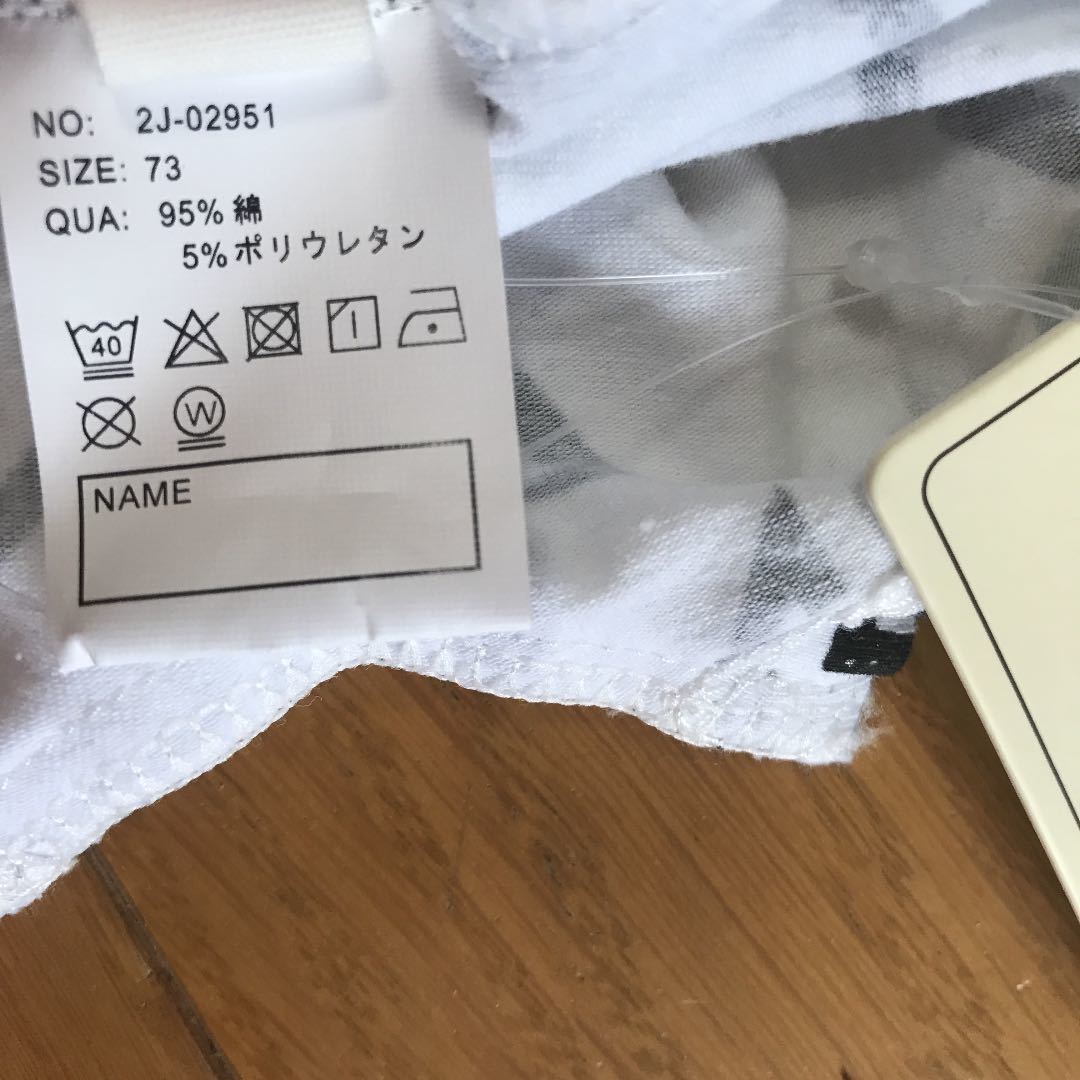 NO: 2J-02951
SIZE: 73
QUA: 95% 綿
5%ポリウレタン
40
W
NAME